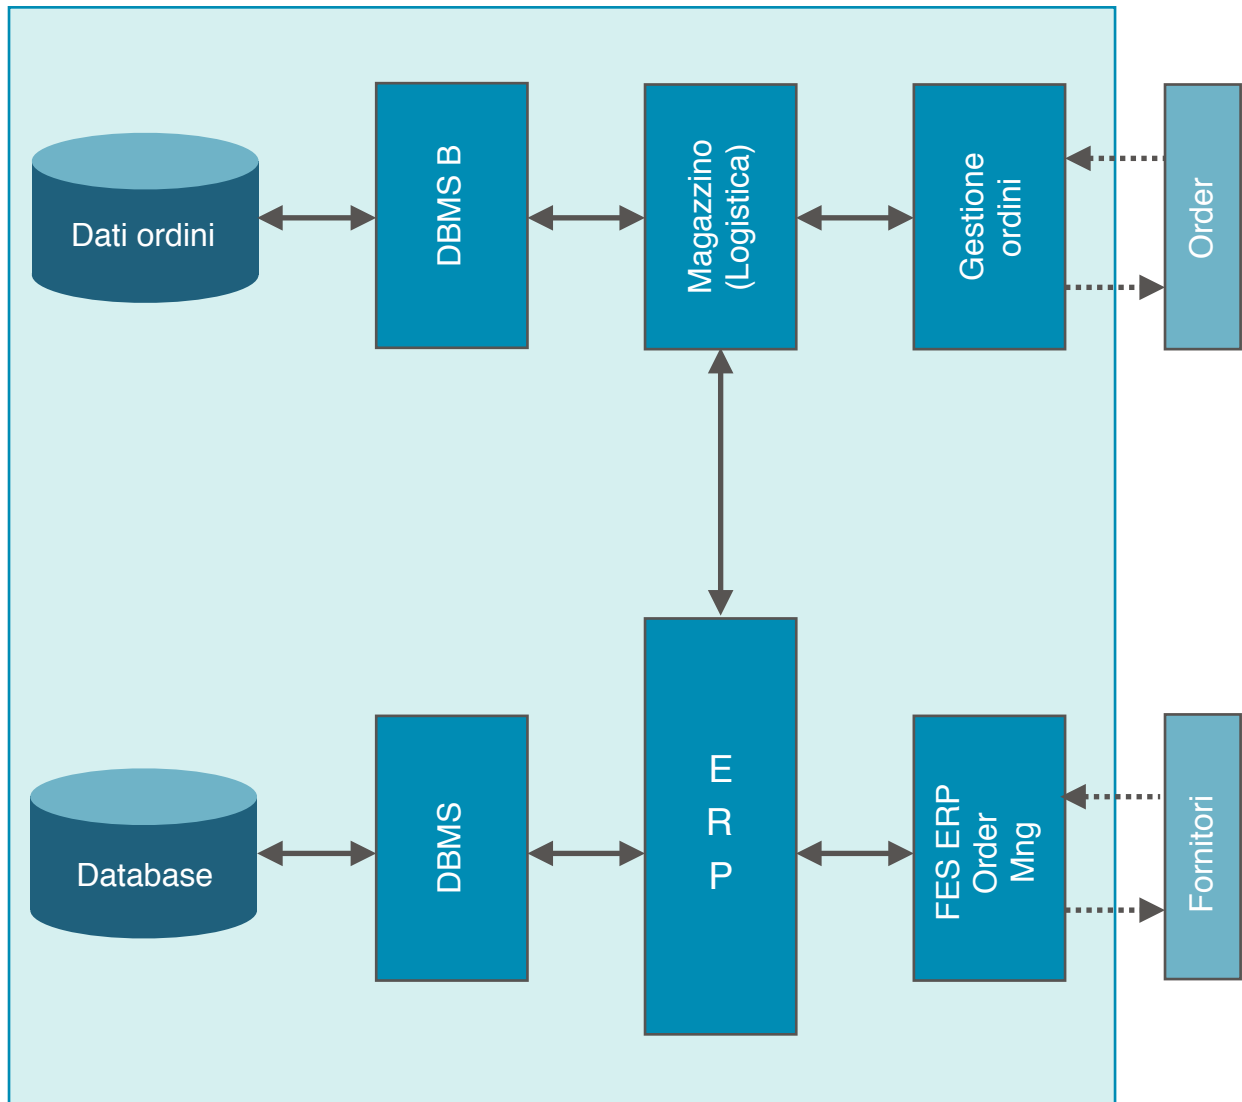 Dati ordini
DBMS B
Magazzino
(Logistica)
Gestione
ordini
Order
Database
DBMS
E
R
P
FES ERP
Order
Mng
Fornitori